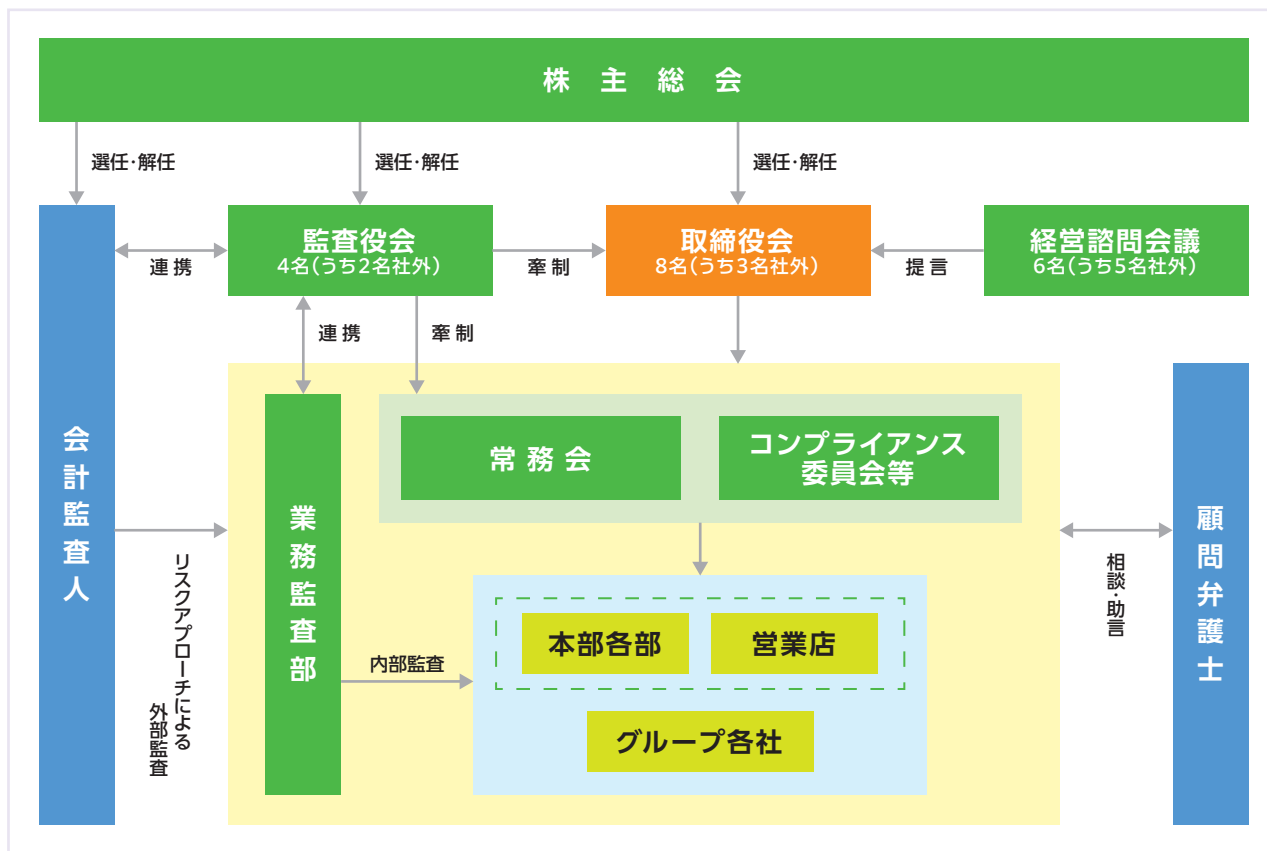 株主総会
選任・解任
選任・解任
選任・解任
監査役会
4名(うち2名社外)
取締役会
8名(うち3名社外)
経営諮問会議
6名(うち5名社外)
連携
牽制
提言
連携
牽制
会計監査人
業務監査部
常務会
コンプライアンス
委員会等
顧問弁護士
リスクアプローチによる
外部監査
相談・助言
内部監査
本部各部
営業店
グループ各社